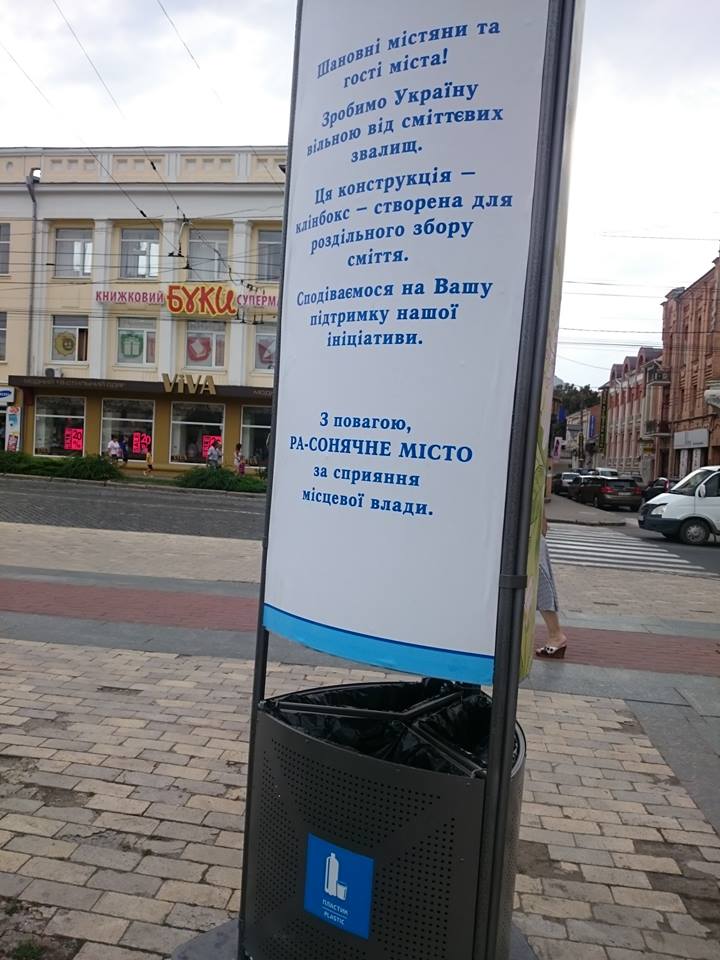 Шановні містяни та
гості міста!
Зробимо Україну
вільною від сміттєвих
звалищ.
Ця конструкція –
клінбокс – створена для
роздільного збору
сміття.
Сподіваємося на Вашу
підтримку нашої
ініціативи.
З повагою,
РА-СОНЯЧНЕ МІСТО
за сприяння
місцевої влади.
КНИЖКОВИЙ БУКИ СУПЕРМА
ViVA
20
ПЛАСТИК
PLASTIC